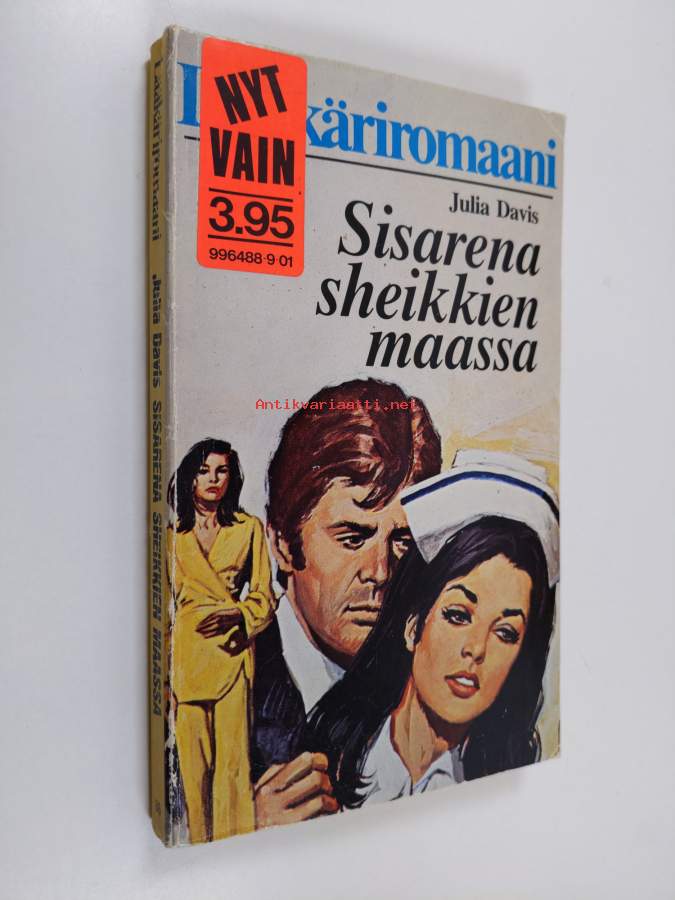 NYT
VAIN
3.95
996488-9-01
Lääkäriromaani
Julia Davis
Sisarena
sheikkien
maassa
Antikvariaatti.net
Lääkäriromaani Julia Davis SISARENA SHEIKKIEN MAASSA